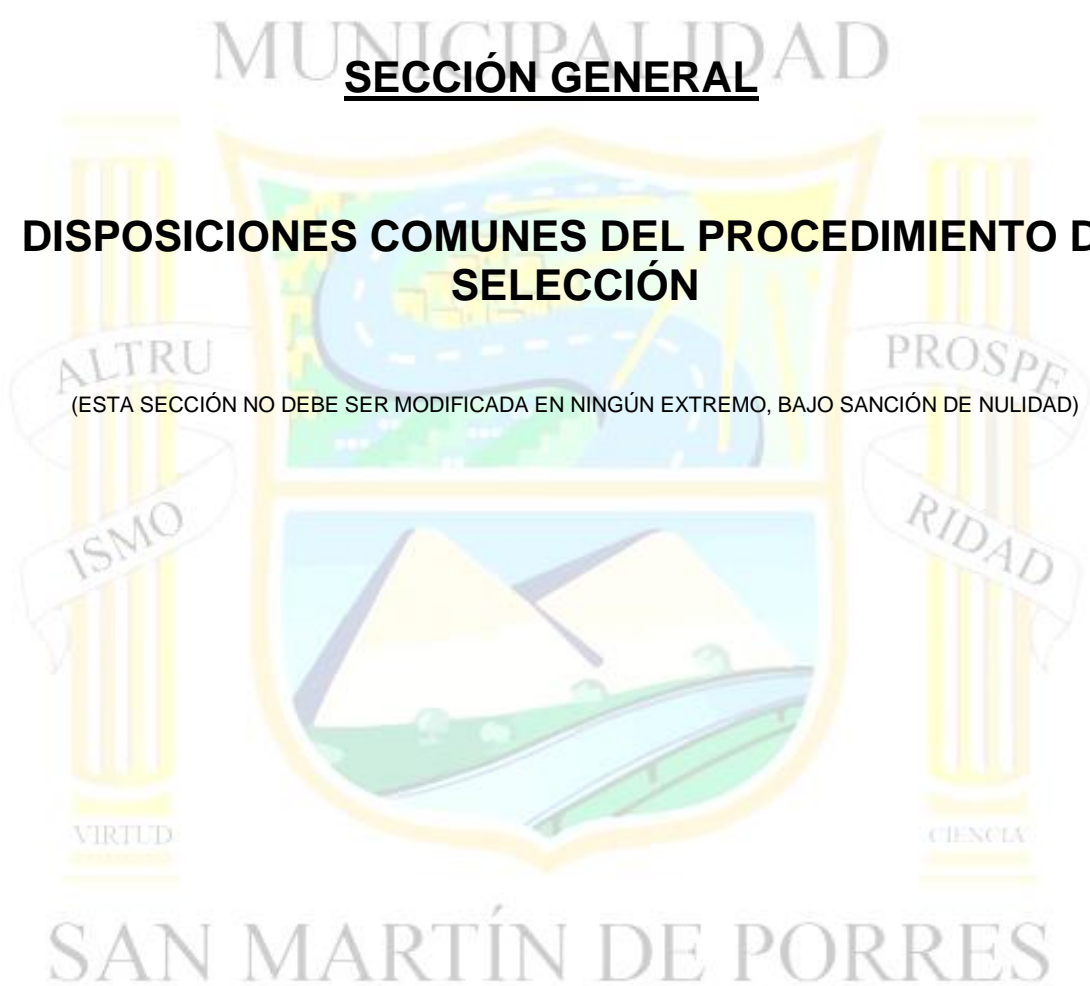 MUNICIPALIDAD
SECCIÓN GENERAL
DISPOSICIONES COMUNES DEL PROCEDIMIENTO D
SELECCIÓN
ALTRU
PROSPE
(ESTA SECCIÓN NO DEBE SER MODIFICADA EN NINGÚN EXTREMO, BAJO SANCIÓN DE NULIDAD)
ISMO
RIDAD
VIRTUD
CIENCIA
SAN MARTÍN DE PORRES